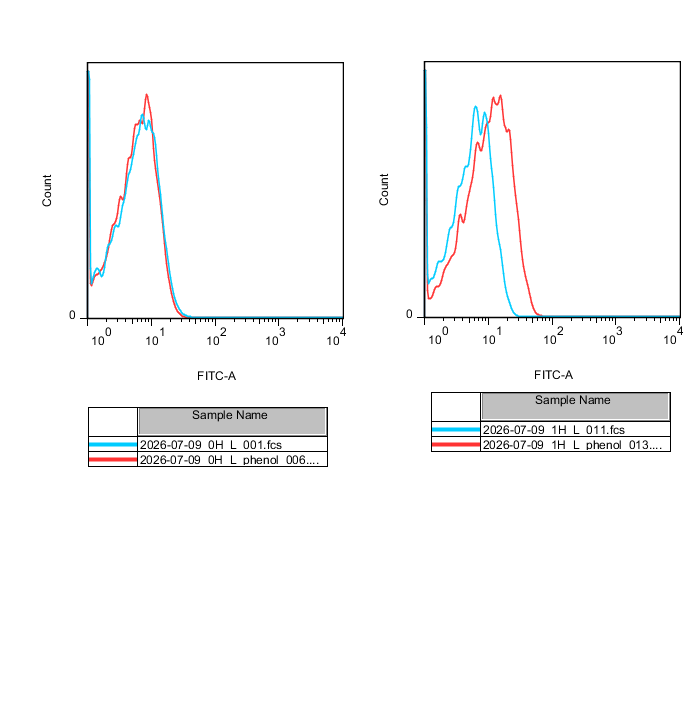 Count
0
10 0
10 1
10 2
10 3
10 4
FITC-A
Sample Name
2026-07-09_0H_L_001.fcs
2026-07-09_0H_L_phenol_006....
Count
0
10 0
10 1
10 2
10 3
10 4
FITC-A
Sample Name
2026-07-09_1H_L_011.fcs
2026-07-09_1H_L_phenol_013....